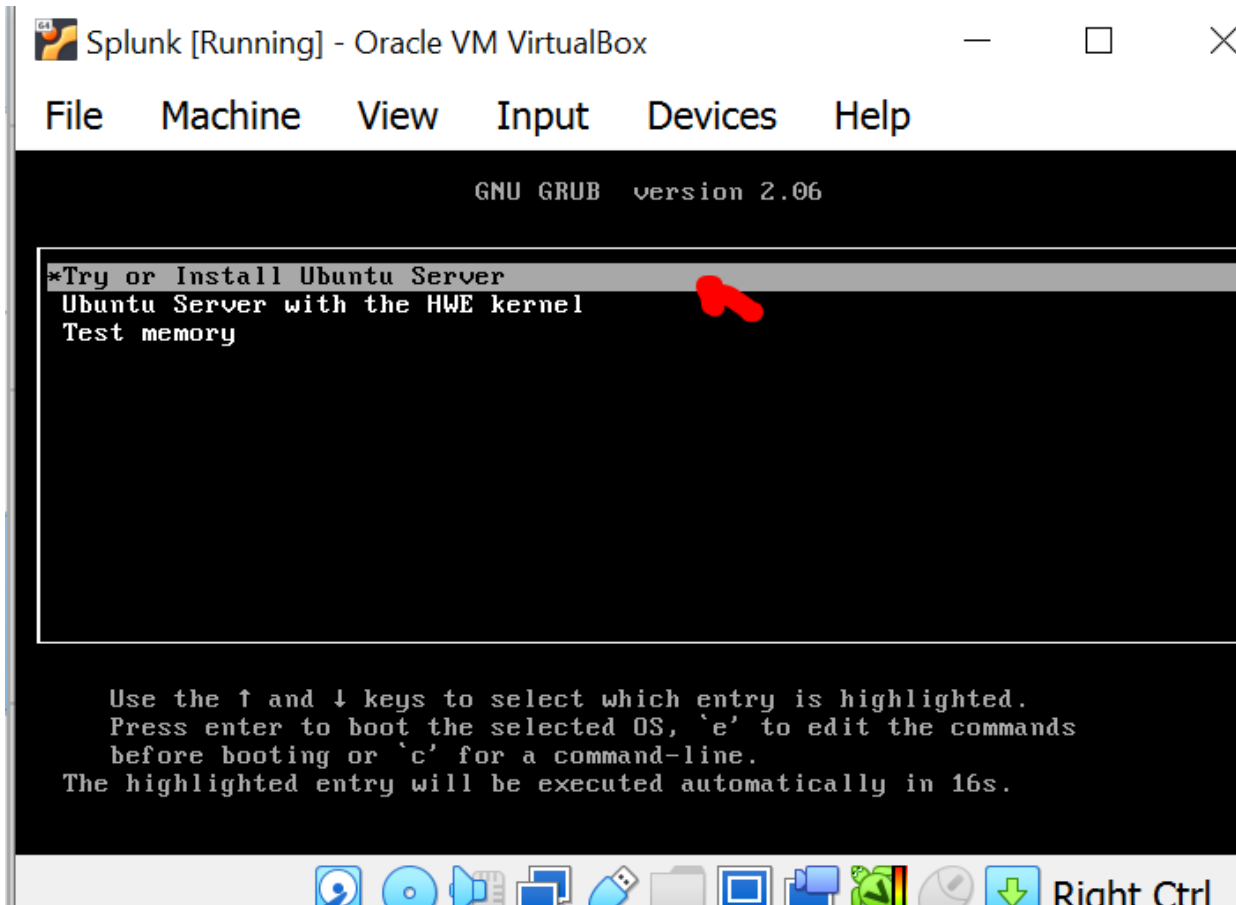 Splunk [Running] - Oracle VM VirtualBox
File Machine View Input Devices Help
GNU GRUB version 2.06
*Try or Install Ubuntu Server
Ubuntu Server with the HWE kernel
Test memory
Use the ↑ and ↓ keys to select which entry is highlighted.
Press enter to boot the selected OS, `e' to edit the commands
before booting or `c' for a command-line.
The highlighted entry will be executed automatically in 16s.
Right Ctrl